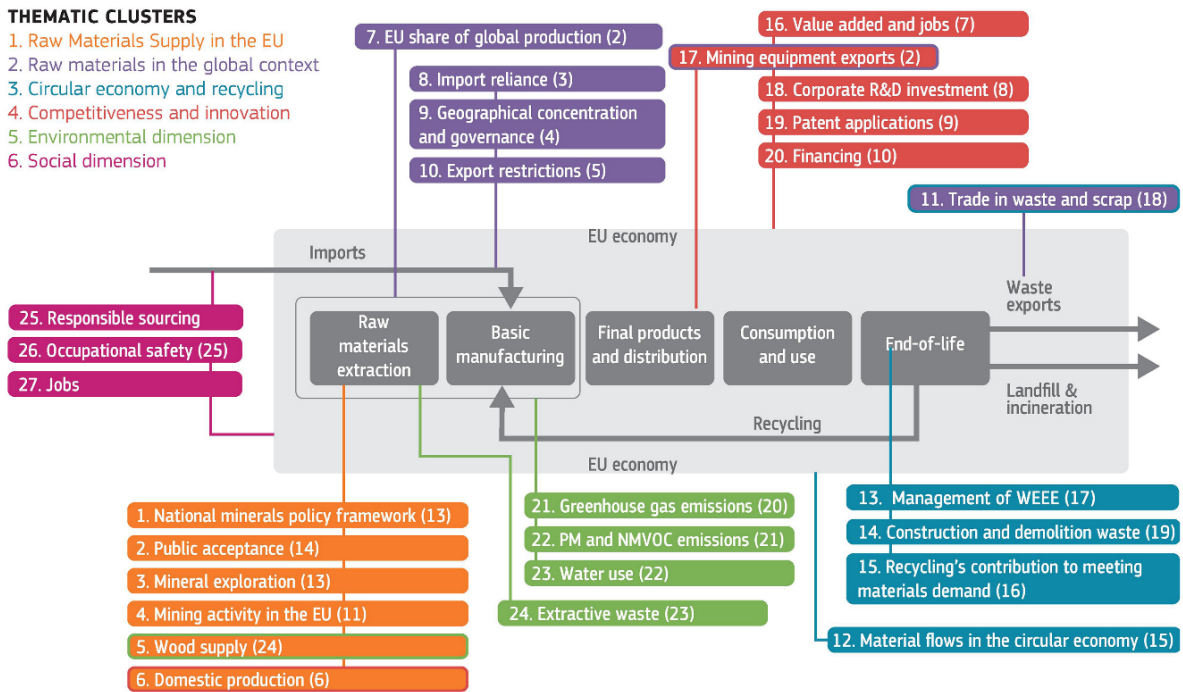 THEMATIC CLUSTERS
1. Raw Materials Supply in the EU
2. Raw materials in the global context
3. Circular economy and recycling
4. Competitiveness and innovation
5. Environmental dimension
6. Social dimension
7. EU share of global production (2)
8. Import reliance (3)
9. Geographical concentration
and governance (4)
10. Export restrictions (5)
16. Value added and jobs (7)
17. Mining equipment exports (2)
18. Corporate R&D investment (8)
19. Patent applications (9)
20. Financing (10)
11. Trade in waste and scrap (18)
EU economy
Imports
Waste
exports
25. Responsible sourcing
26. Occupational safety (25)
27. Jobs
Raw
materials
extraction
Basic
manufacturing
Final products
and distribution
Consumption
and use
End-of-life
Landfill &
incineration
Recycling
EU economy
1. National minerals policy framework (13)
2. Public acceptance (14)
3. Mineral exploration (13)
4. Mining activity in the EU (11)
5. Wood supply (24)
6. Domestic production (6)
21. Greenhouse gas emissions (20)
22. PM and NMVOC emissions (21)
23. Water use (22)
24. Extractive waste (23)
13. Management of WEEE (17)
14. Construction and demolition waste (19)
15. Recycling's contribution to meeting
materials demand (16)
12. Material flows in the circular economy (15)